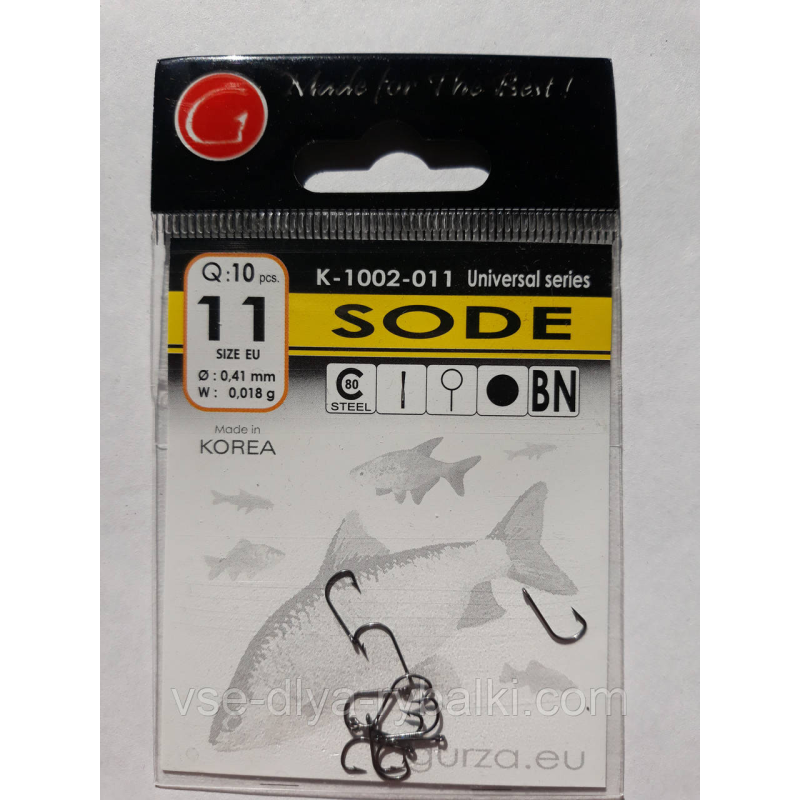 G
Made for The Best!
Q:10 pcs.
11
SIZE EU
Ø : 0,41 mm
W : 0,018 g
K-1002-011 Universal series
SODE
C 80
STEEL
BN
Made in
KOREA
vse-dlya-rybalki.com
gurza.eu